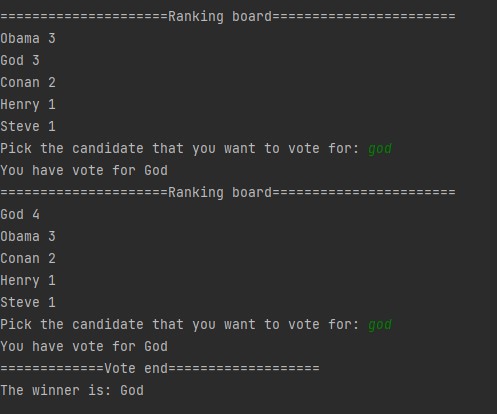 =====================Ranking board=======================
Obama 3
God 3
Conan 2
Henry 1
Steve 1
Pick the candidate that you want to vote for: god
You have vote for God
=====================Ranking board=======================
God 4
Obama 3
Conan 2
Henry 1
Steve 1
Pick the candidate that you want to vote for: god
You have vote for God
=============Vote end===================
The winner is: God